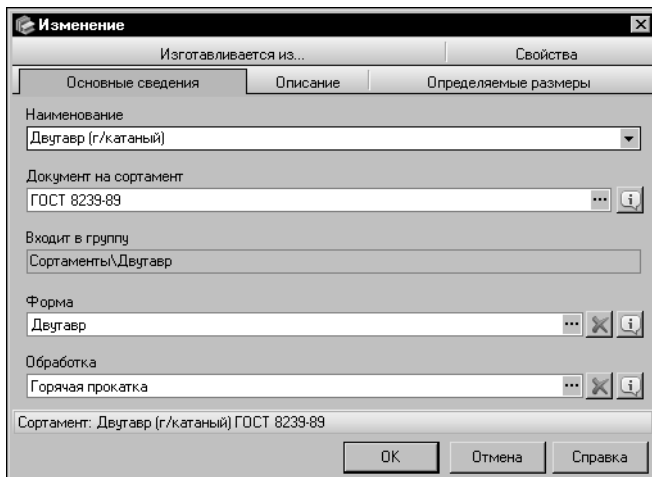 Изменение
Изготавливается из... Свойства
Основные сведения Описание Определяемые размеры
Наименование
Двутавр (г/катаный)
Документ на сортамент
ГОСТ 8239-89
Входит в группу
Сортаменты\Двутавр
Форма
Двутавр
Обработка
Горячая прокатка
Сортамент: Двутавр (г/катаный) ГОСТ 8239-89
OK Отмена Справка